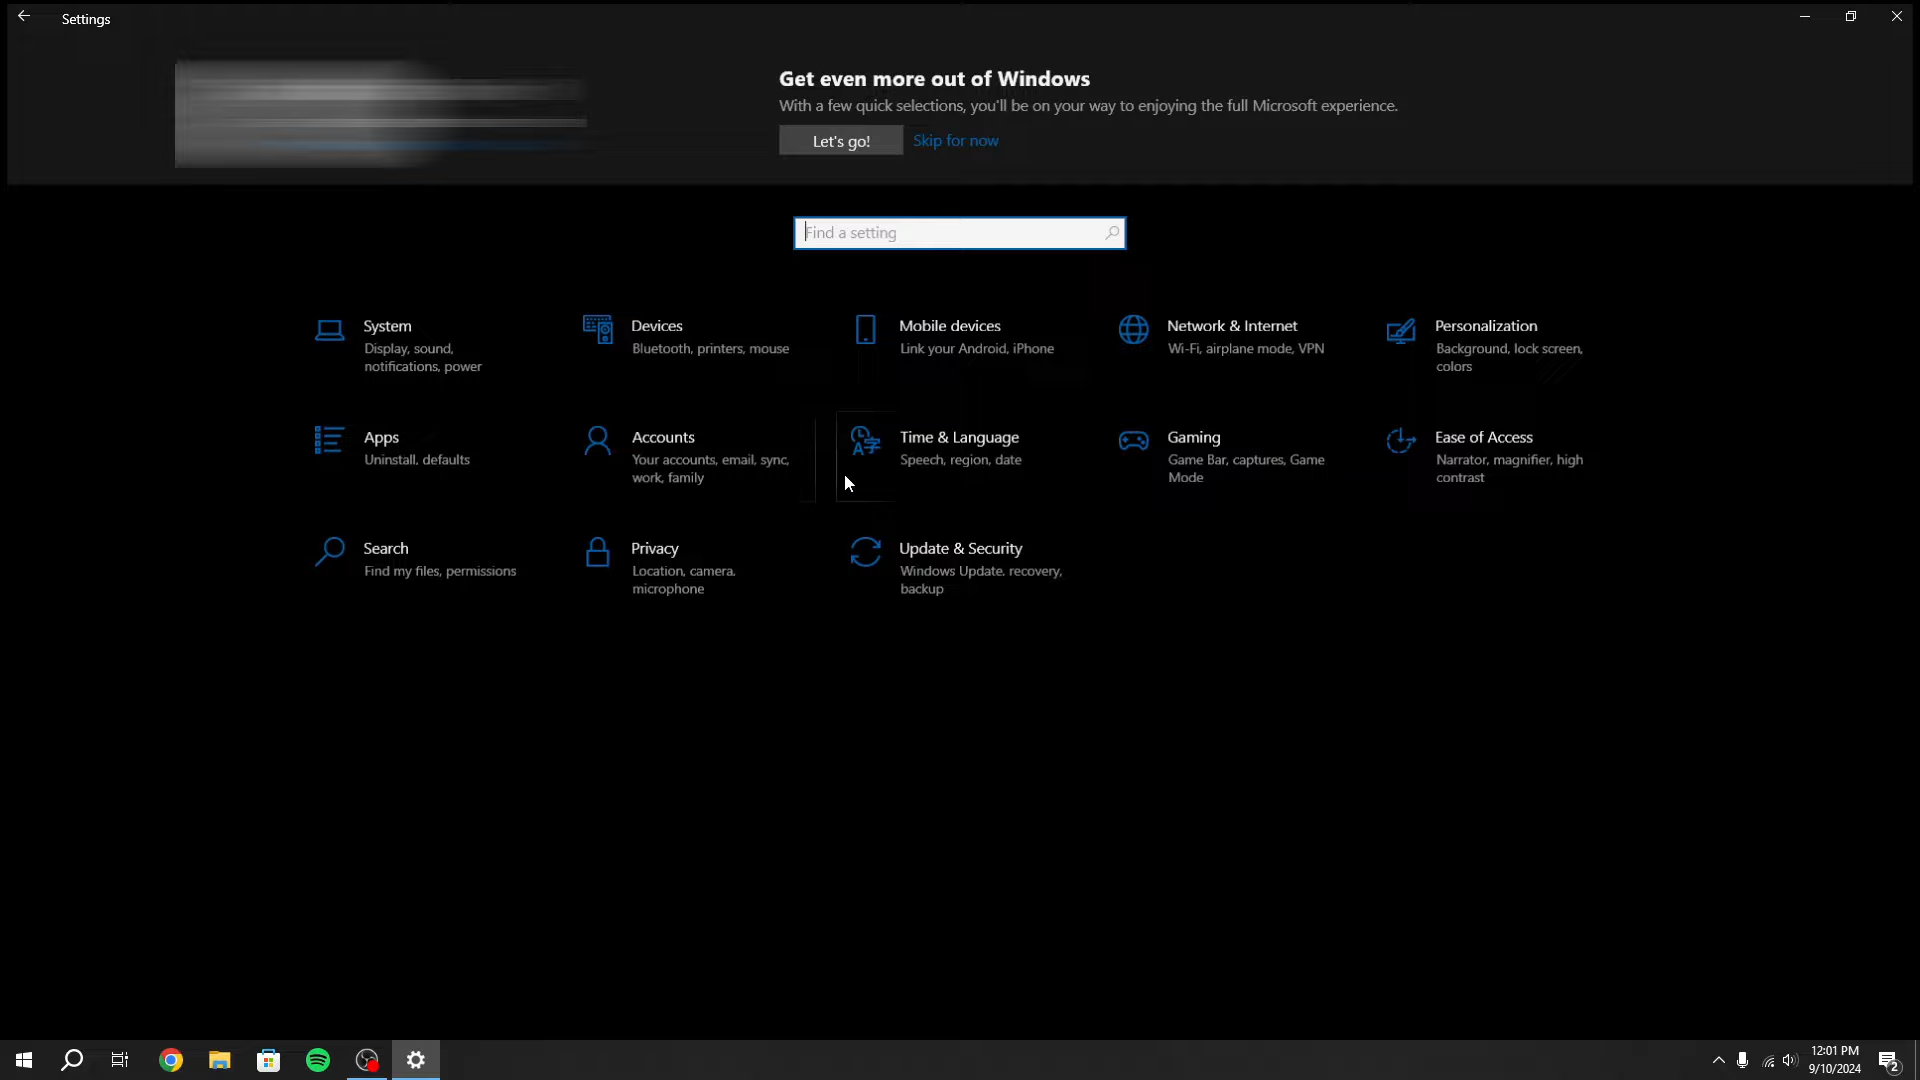 Settings
Get even more out of Windows
With a few quick selections, you'll be on your way to enjoying the full Microsoft experience.
Let's go!
Skip for now
Find a setting
System
Display, sound,
notifications, power
Devices
Bluetooth, printers, mouse
Mobile devices
Link your Android, iPhone
Network & Internet
Wi-Fi, airplane mode, VPN
Personalization
Background, lock screen,
colors
Apps
Uninstall, defaults
Accounts
Your accounts, email, sync,
work, family
Time & Language
Speech, region, date
Gaming
Game Bar, captures, Game
Mode
Ease of Access
Narrator, magnifier, high
contrast
Search
Find my files, permissions
Privacy
Location, camera,
microphone
Update & Security
Windows Update, recovery,
backup
12:01 PM
9/10/2024
2